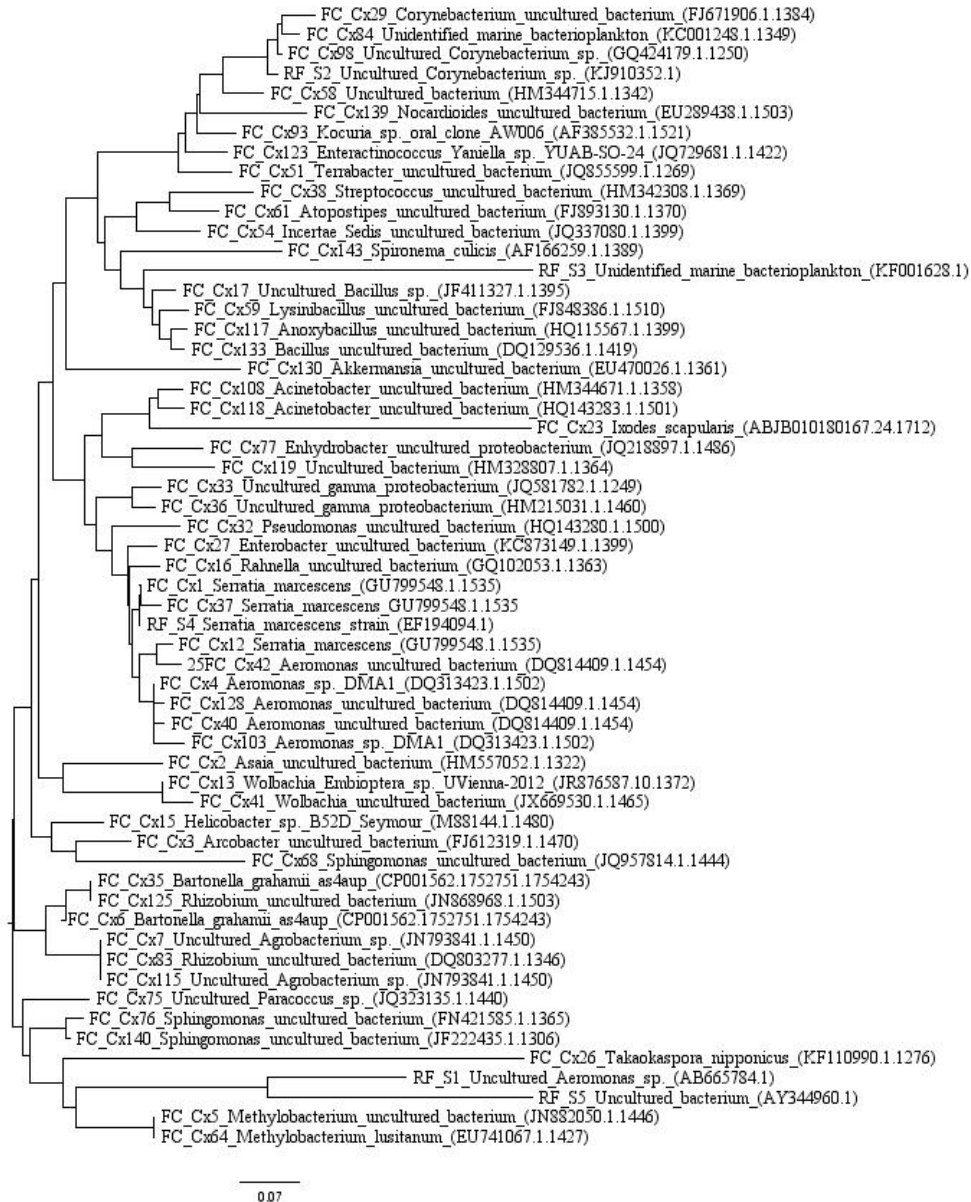 FC_Cx29_Corynebacterium_uncultured_bacterium_(FJ671906.1.1384)
FC_Cx84_Unidentified_marine_bacterioplankton_(KC001248.1.1349)
FC_Cx98_Uncultured_Corynebacterium_sp._(GQ424179.1.1250)
RF_S2_Uncultured_Corynebacterium_sp._(KJ910352.1)
FC_Cx58_Uncultured_bacterium_(HM344715.1.1342)
FC_Cx139_Nocardioides_uncultured_bacterium_(EU289438.1.1503)
FC_Cx93_Kocuria_sp._oral_clone_AW006_(AF385532.1.1521)
FC_Cx123_Enteractinococcus_Yaniella_sp._YUAB-SO-24_(JQ729681.1.1422)
FC_Cx51_Terrabacter_uncultured_bacterium_(JQ855599.1.1269)
FC_Cx38_Streptococcus_uncultured_bacterium_(HM342308.1.1369)
FC_Cx61_Atopostipes_uncultured_bacterium_(FJ893130.1.1370)
FC_Cx54_Incertae_Sedis_uncultured_bacterium_(JQ337080.1.1399)
FC_Cx143_Spironema_culicis_(AF166259.1.1389)
RF_S3_Unidentified_marine_bacterioplankton_(KF001628.1)
FC_Cx17_Uncultured_Bacillus_sp._(JF411327.1.1395)
FC_Cx59_Lysinibacillus_uncultured_bacterium_(FJ848386.1.1510)
FC_Cx117_Anoxybacillus_uncultured_bacterium_(HQ115567.1.1399)
FC_Cx133_Bacillus_uncultured_bacterium_(DQ129536.1.1419)
FC_Cx130_Akkermansia_uncultured_bacterium_(EU470026.1.1361)
FC_Cx108_Acinetobacter_uncultured_bacterium_(HM344671.1.1358)
FC_Cx118_Acinetobacter_uncultured_bacterium_(HQ143283.1.1501)
FC_Cx23_Ixodes_scapularis_(ABJB010180167.24.1712)
FC_Cx77_Enhydrobacter_uncultured_proteobacterium_(JQ218897.1.1486)
FC_Cx119_Uncultured_bacterium_(HM328807.1.1364)
FC_Cx33_Uncultured_gamma_proteobacterium_(JQ581782.1.1249)
FC_Cx36_Uncultured_gamma_proteobacterium_(HM215031.1.1460)
FC_Cx32_Pseudomonas_uncultured_bacterium_(HQ143280.1.1500)
FC_Cx27_Enterobacter_uncultured_bacterium_(KC873149.1.1399)
FC_Cx16_Rahnella_uncultured_bacterium_(GQ102053.1.1363)
FC_Cx1_Serratia_marcescens_(GU799548.1.1535)
FC_Cx37_Serratia_marcescens_GU799548.1.1535
RF_S4_Serratia_marcescens_strain_(EF194094.1)
FC_Cx12_Serratia_marcescens_(GU799548.1.1535)
25FC_Cx42_Aeromonas_uncultured_bacterium_(DQ814409.1.1454)
FC_Cx4_Aeromonas_sp._DMA1_(DQ313423.1.1502)
FC_Cx128_Aeromonas_uncultured_bacterium_(DQ814409.1.1454)
FC_Cx40_Aeromonas_uncultured_bacterium_(DQ814409.1.1454)
FC_Cx103_Aeromonas_sp._DMA1_(DQ313423.1.1502)
FC_Cx2_Asaia_uncultured_bacterium_(HM557052.1.1322)
FC_Cx13_Wolbachia_Embioptera_sp._UVienna-2012_(JR876587.10.1372)
FC_Cx41_Wolbachia_uncultured_bacterium_(JX669530.1.1465)
FC_Cx15_Helicobacter_sp._B52D_Seymour_(M88144.1.1480)
FC_Cx3_Arcobacter_uncultured_bacterium_(FJ612319.1.1470)
FC_Cx68_Sphingomonas_uncultured_bacterium_(JQ957814.1.1444)
FC_Cx35_Bartonella_grahamii_as4aup_(CP001562.1752751.1754243)
FC_Cx125_Rhizobium_uncultured_bacterium_(JN868968.1.1503)
FC_Cx6_Bartonella_grahamii_as4aup_(CP001562.1752751.1754243)
FC_Cx7_Uncultured_Agrobacterium_sp._(JN793841.1.1450)
FC_Cx83_Rhizobium_uncultured_bacterium_(DQ803277.1.1346)
FC_Cx115_Uncultured_Agrobacterium_sp._(JN793841.1.1450)
FC_Cx75_Uncultured_Paracoccus_sp._(JQ323135.1.1440)
FC_Cx76_Sphingomonas_uncultured_bacterium_(FN421585.1.1365)
FC_Cx140_Sphingomonas_uncultured_bacterium_(JF222435.1.1306)
FC_Cx26_Takaokaspora_nipponicus_(KF110990.1.1276)
RF_S1_Uncultured_Aeromonas_sp._(AB665784.1)
RF_S5_Uncultured_bacterium_(AY344960.1)
FC_Cx5_Methylobacterium_uncultured_bacterium_(JN882050.1.1446)
FC_Cx64_Methylobacterium_lusitanum_(EU741067.1.1427)
0.07